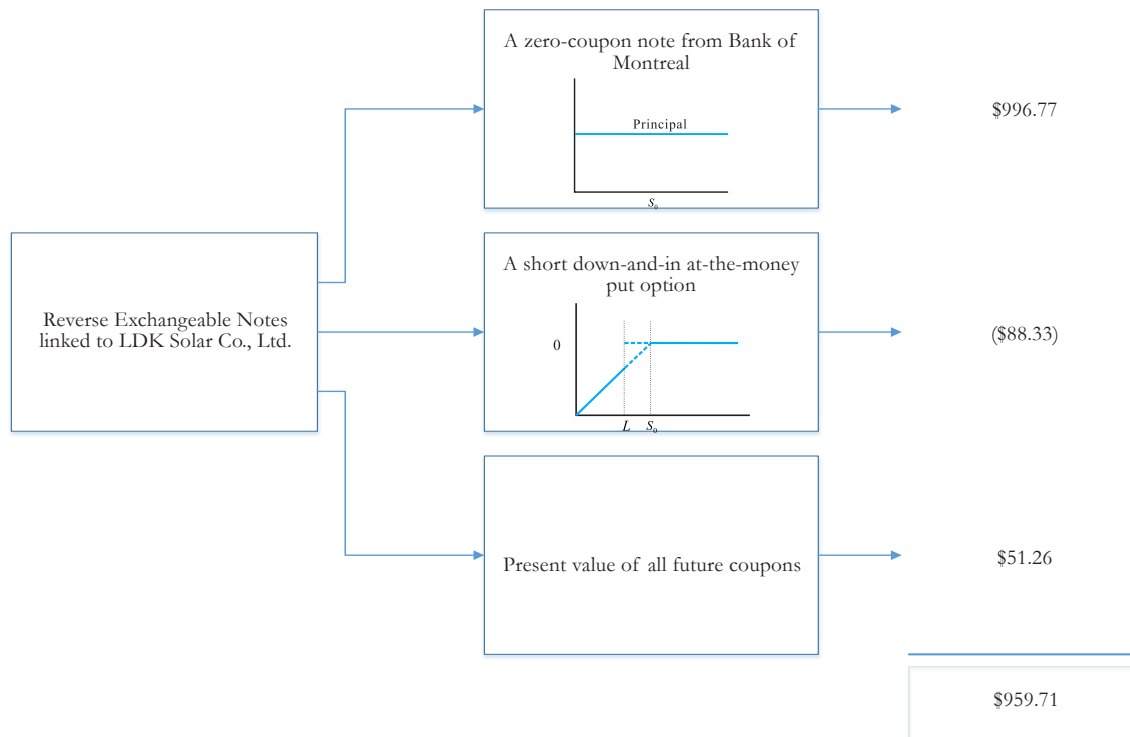 A zero-coupon note from Bank of
Montreal
Principal
S₀
$996.77
Reverse Exchangeable Notes
linked to LDK Solar Co., Ltd.
A short down-and-in at-the-money
put option
0
L S₀
($88.33)
Present value of all future coupons
$51.26
$959.71